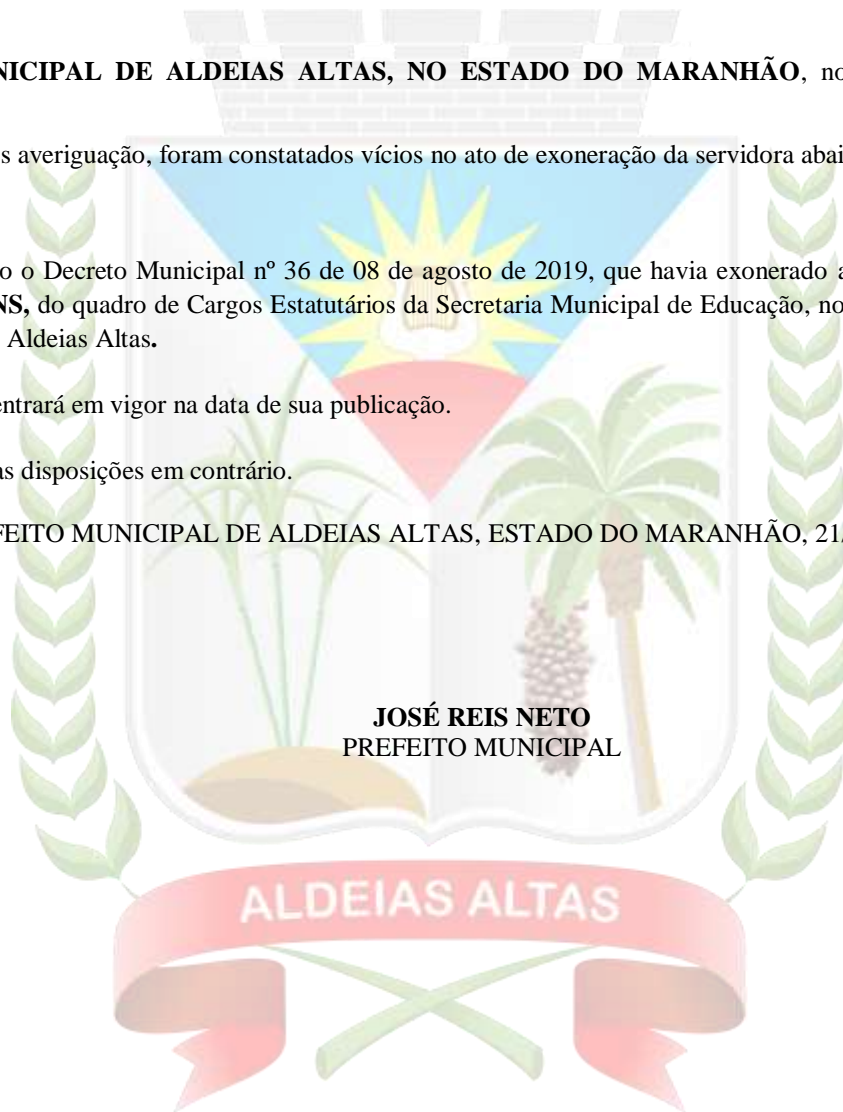 NICIPAL DE ALDEIAS ALTAS, NO ESTADO DO MARANHÃO, no
s averiguação, foram constatados vícios no ato de exoneração da servidora abai
o o Decreto Municipal nº 36 de 08 de agosto de 2019, que havia exonerado a
NS, do quadro de Cargos Estatutários da Secretaria Municipal de Educação, no
Aldeias Altas.
entrará em vigor na data de sua publicação.
as disposições em contrário.
FEITO MUNICIPAL DE ALDEIAS ALTAS, ESTADO DO MARANHÃO, 21
JOSÉ REIS NETO
PREFEITO MUNICIPAL
ALDEIAS ALTAS